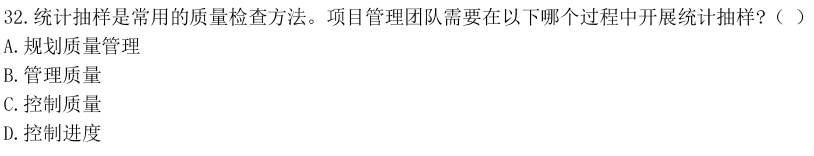 32.统计抽样是常用的质量检查方法。项目管理团队需要在以下哪个过程中开展统计抽样?（ ）
A.规划质量管理
B.管理质量
C.控制质量
D.控制进度